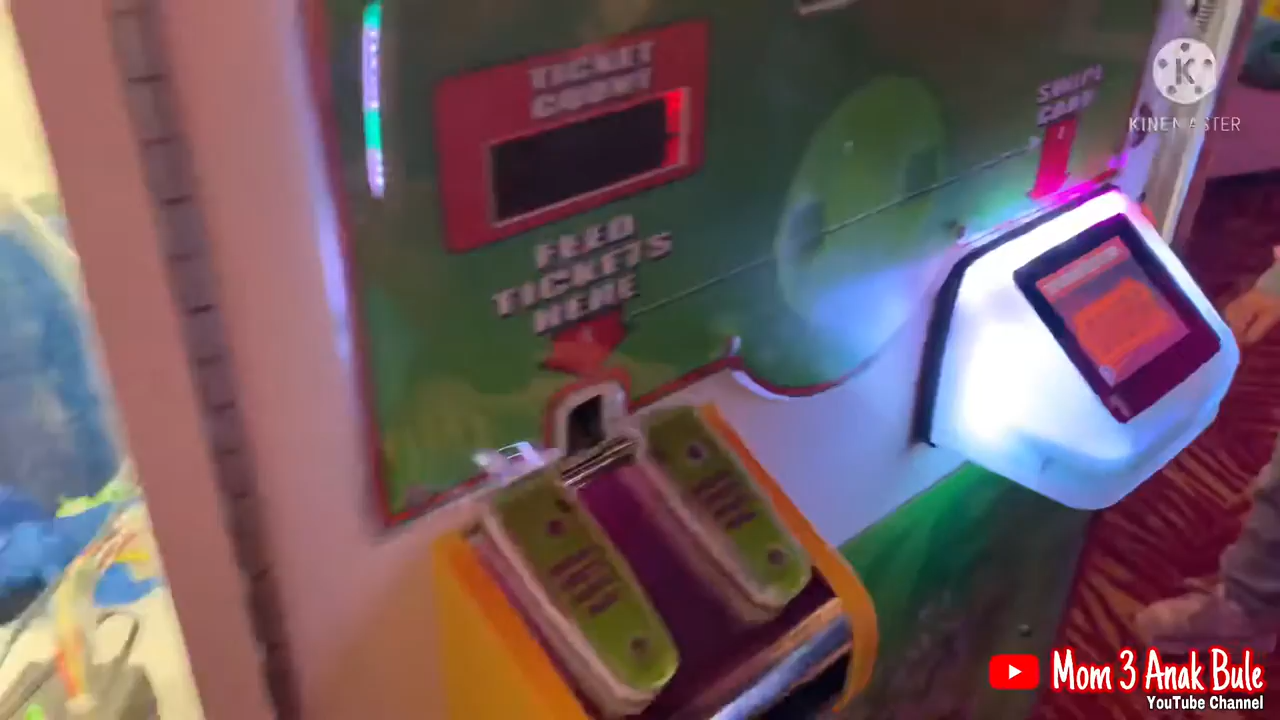 TICKET
COUNT
SWIPE
CARD
K
KINEMASTER
FEED
TICKETS
HERE
Mom 3 Anak Bule
YouTube Channel